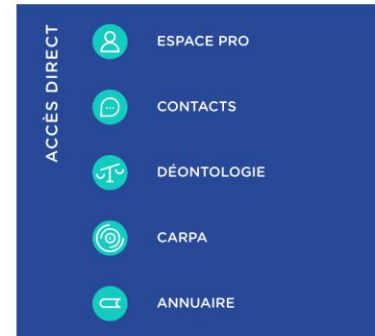 ACCÈS DIRECT
ESPACE PRO
CONTACTS
DÉONTOLOGIE
CARPA
ANNUAIRE